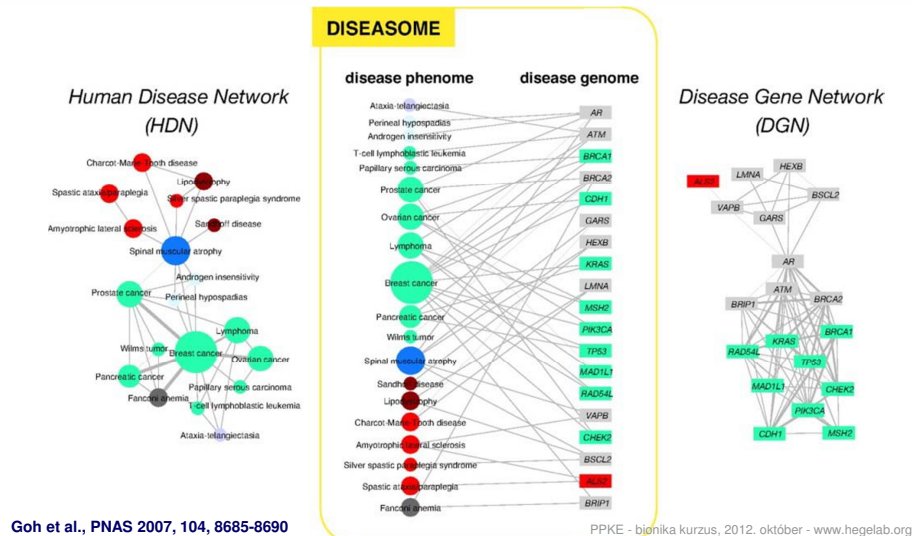 DISEASOME
disease phenome
disease genome
Human Disease Network
(HDN)
Charcot-Marie-Tooth disease
Lipodystrophy
Spastic ataxia/paraplegia
Silver spastic paraplegia syndrome
Sandhoff disease
Amyotrophic lateral sclerosis
Spinal muscular atrophy
Androgen insensitivity
Prostate cancer
Perineal hypospadias
Lymphoma
Wilms tumor
Breast cancer
Ovarian cancer
Pancreatic cancer
Papillary serous carcinoma
Fanconi anemia
T-cell lymphoblastic leukemia
Ataxia-telangiectasia
Ataxia-telangiectasia
Perineal hypospadias
Androgen insensitivity
T-cell lymphoblastic leukemia
Papillary serous carcinoma
Prostate cancer
Ovarian cancer
Lymphoma
Breast cancer
Pancreatic cancer
Wilms tumor
Spinal muscular atrophy
Sandhoff disease
Lipodystrophy
Charcot-Marie-Tooth disease
Amyotrophic lateral sclerosis
Silver spastic paraplegia syndrome
Spastic ataxia/paraplegia
Fanconi anemia
AR
ATM
BRCA1
BRCA2
CDH1
GARS
HEXB
KRAS
LMNA
MSH2
PIK3CA
TP53
MAD1L1
RAD54L
VAPB
CHEK2
BSCL2
ALS2
BRIP1
Disease Gene Network
(DGN)
HEXB
LMNA
ALS2
BSCL2
VAPB
GARS
AR
ATM
BRIP1
BRCA2
BRCA1
KRAS
RAD54L
TP53
MAD1L1
CHEK2
PIK3CA
CDH1
MSH2
Goh et al., PNAS 2007, 104, 8685-8690
PPKE - bionika kurzus, 2012. október - www.hegelab.org